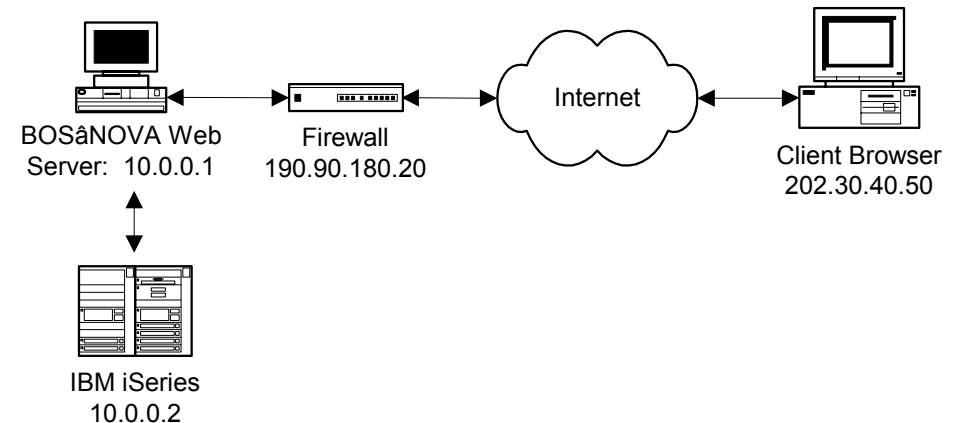 BOSâNOVA Web
Server: 10.0.0.1
Firewall
190.90.180.20
Internet
Client Browser
202.30.40.50
IBM iSeries
10.0.0.2